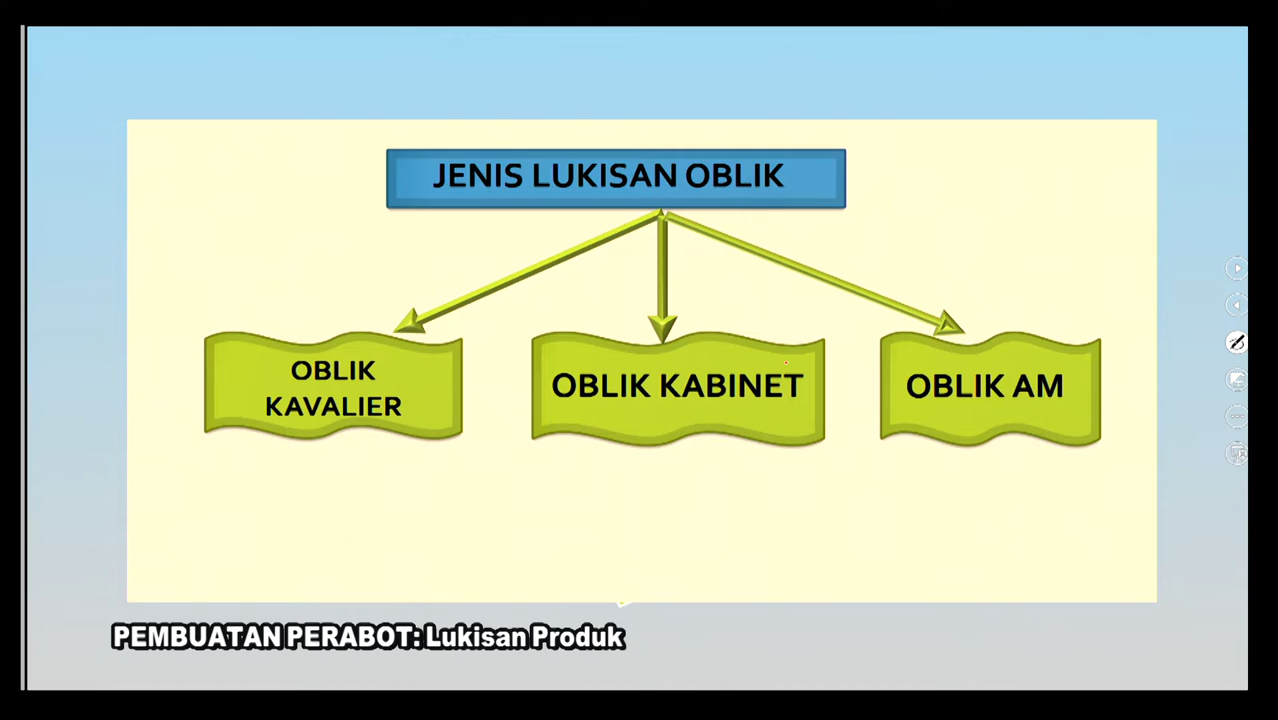 JENIS LUKISAN OBLIK
OBLIK
KAVALIER
OBLIK KABINET
OBLIK AM
PEMBUATAN PERABOT: Lukisan Produk